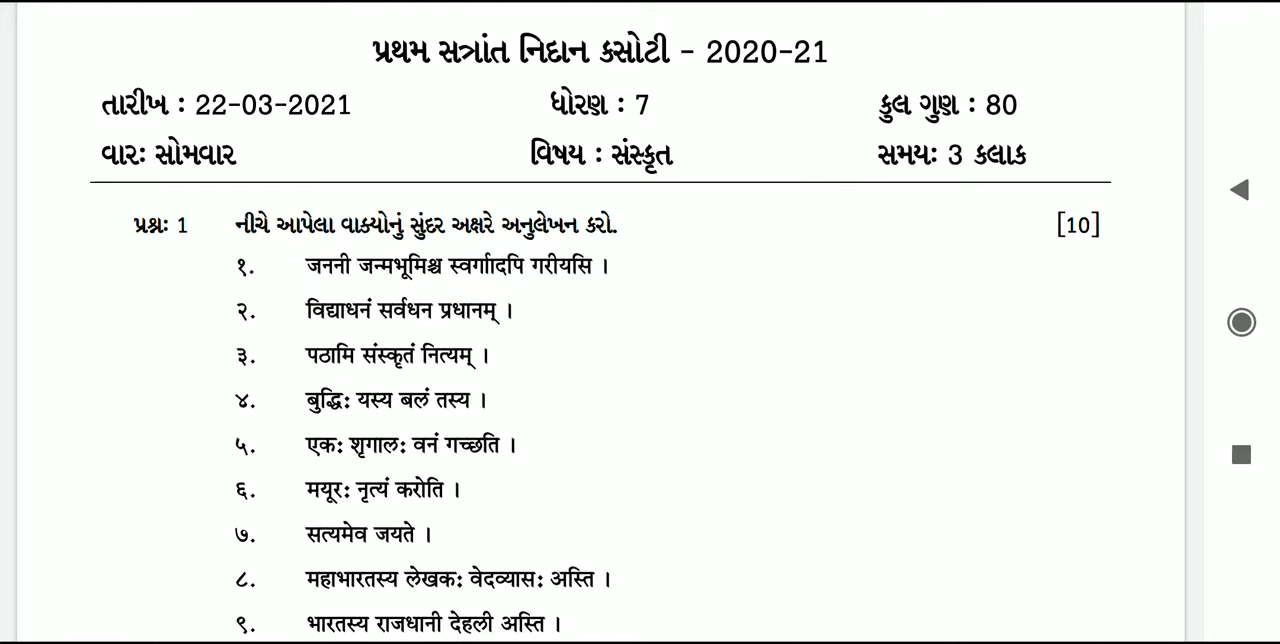 પ્રથમ સત્રાંત નિદાન કસોટી - 2020-21
તારીખ : 22-03-2021 ધોરણ : 7 કુલ ગુણ : 80
વારઃ સોમવાર વિષય : સંસ્કૃત સમયઃ 3 કલાક
પ્રશ્નઃ 1 નીચે આપેલા વાક્યોનું સુંદર અક્ષરે અનુલેખન કરો. [10]
१. जननी जन्मभूमिश्च स्वर्गाादपि गरीयसि ।
२. विद्याधनं सर्वधन प्रधानम् ।
३. पठामि संस्कृतं नित्यम् ।
४. बुद्धिः यस्य बलं तस्य ।
५. एकः शृगालः वनं गच्छति ।
६. मयूरः नृत्यं करोति ।
७. सत्यमेव जयते ।
८. महाभारतस्य लेखकः वेदव्यासः अस्ति ।
९. भारतस्य राजधानी देहली अस्ति ।